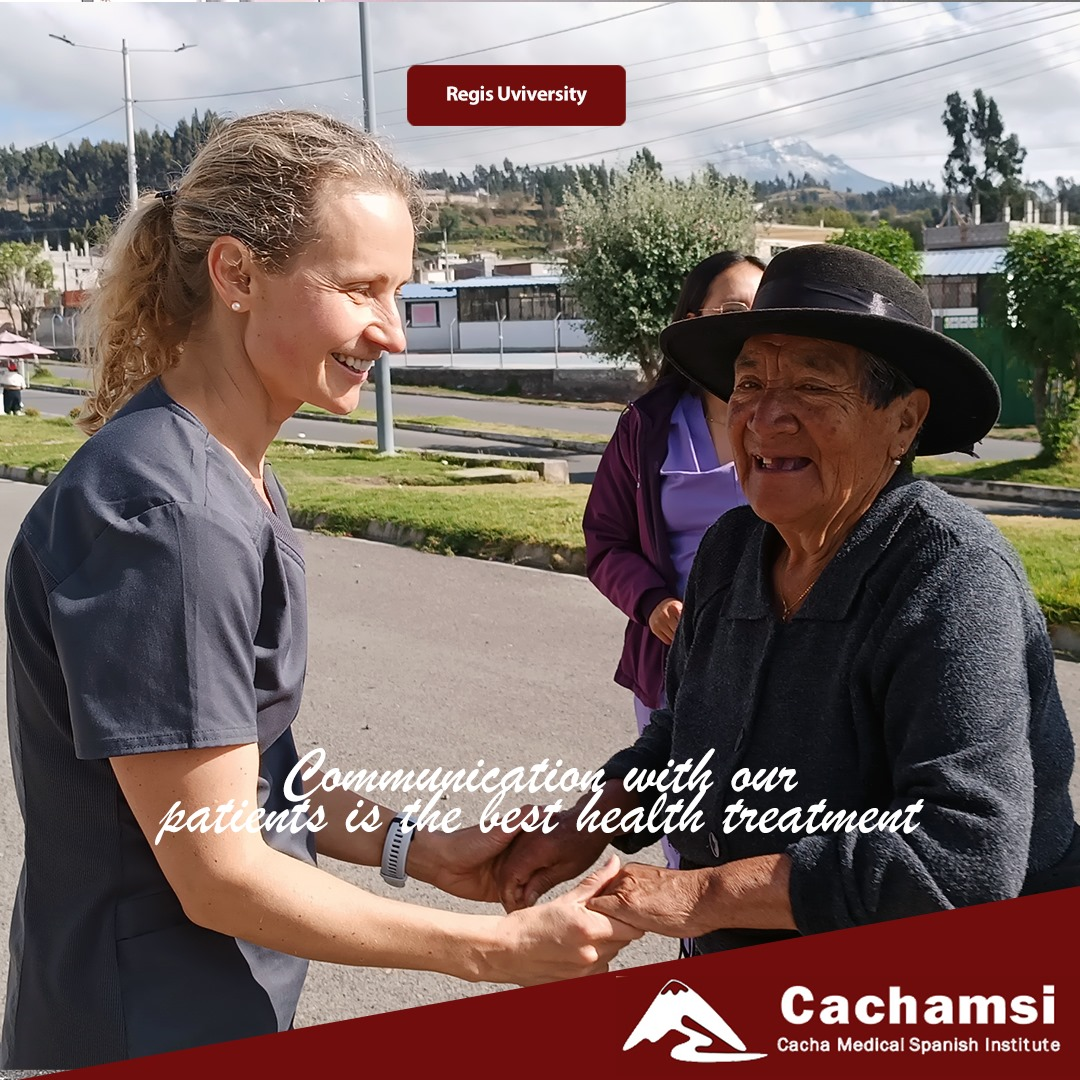 Regis Uviversity
Communication with our
patients is the best health treatment
Cachamsi
Cacha Medical Spanish Institute